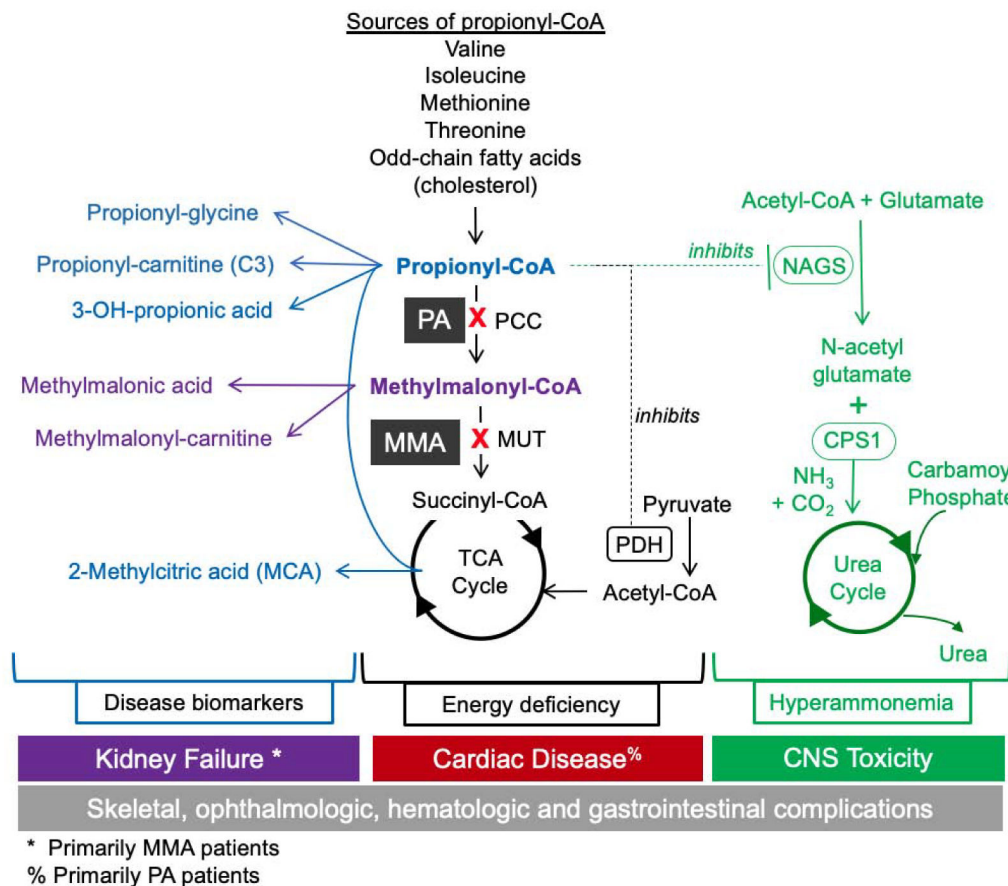 Sources of propionyl-CoA
Valine
Isoleucine
Methionine
Threonine
Odd-chain fatty acids
(cholesterol)
Propionyl-glycine
Propionyl-carnitine (C3)
3-OH-propionic acid
Propionyl-CoA
inhibits
Acetyl-CoA + Glutamate
NAGS
PA
X
PCC
N-acetyl
glutamate
+
Methylmalonic acid
Methylmalonyl-carnitine
Methylmalonyl-CoA
inhibits
MMA
X
MUT
CPS1
NH3
+ CO2
Carbamoy
Phosphate
Succinyl-CoA
Pyruvate
PDH
TCA
Cycle
Acetyl-CoA
2-Methylcitric acid (MCA)
Urea
Cycle
Urea
Disease biomarkers
Energy deficiency
Hyperammonemia
Kidney Failure *
Cardiac Disease%
CNS Toxicity
Skeletal, ophthalmologic, hematologic and gastrointestinal complications
* Primarily MMA patients
% Primarily PA patients